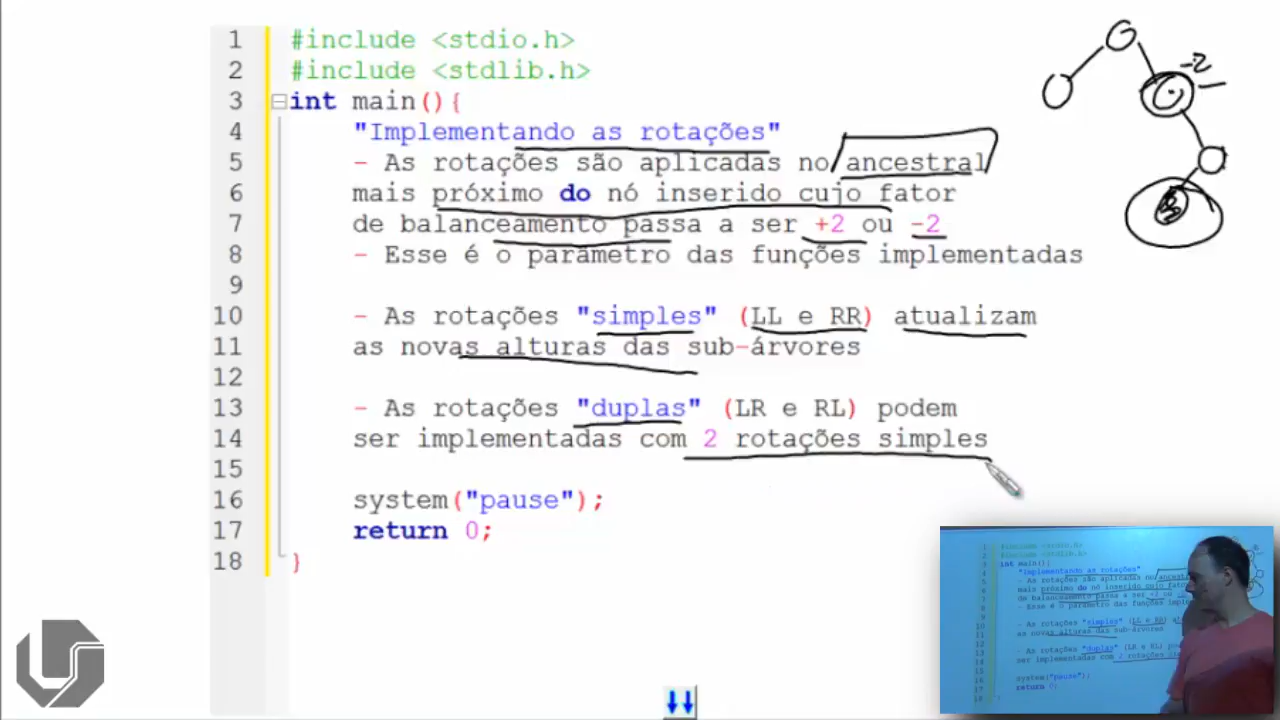 1 #include <stdio.h>
2 #include <stdlib.h>
3 int main(){
4 "Implementando as rotações"
5 - As rotações são aplicadas no ancestral
6 mais próximo do nó inserido cujo fator
7 de balanceamento passa a ser +2 ou -2
8 - Esse é o parâmetro das funções implementadas
9
10 - As rotações "simples" (LL e RR) atualizam
11 as novas alturas das sub-árvores
12
13 - As rotações "duplas" (LR e RL) podem
14 ser implementadas com 2 rotações simples
15
16 system("pause");
17 return 0;
18 }
-2